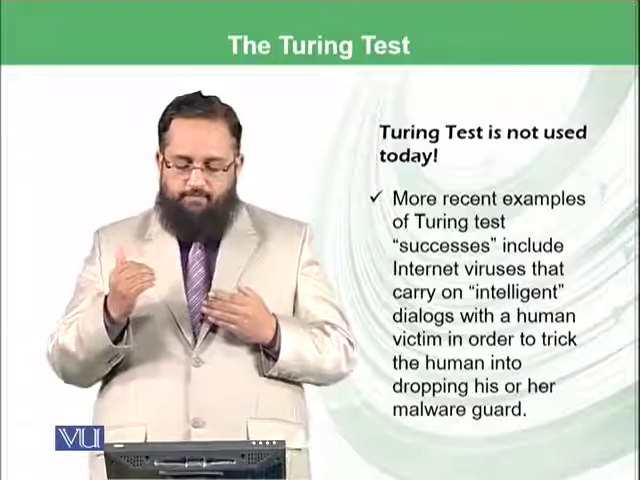 The Turing Test
Turing Test is not used
today!
✓ More recent examples
of Turing test
“successes” include
Internet viruses that
carry on “intelligent”
dialogs with a human
victim in order to trick
the human into
dropping his or her
malware guard.
VU